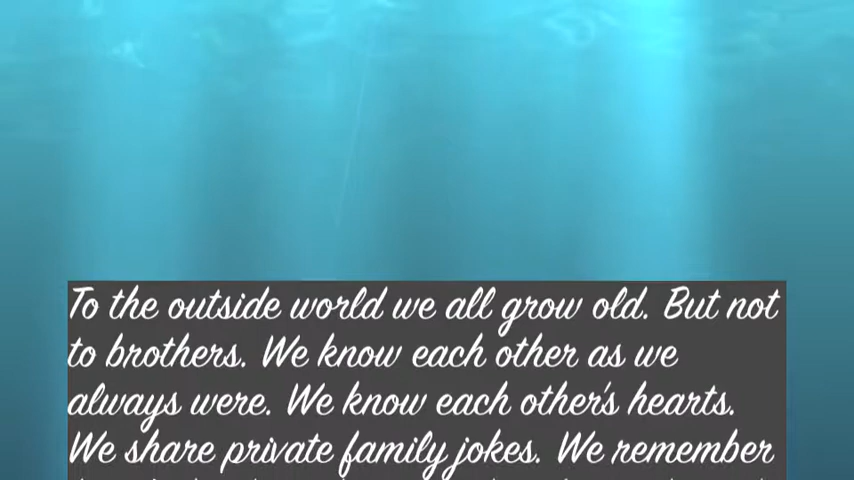 To the outside world we all grow old. But not
to brothers. We know each other as we
always were. We know each other's hearts.
We share private family jokes. We remember